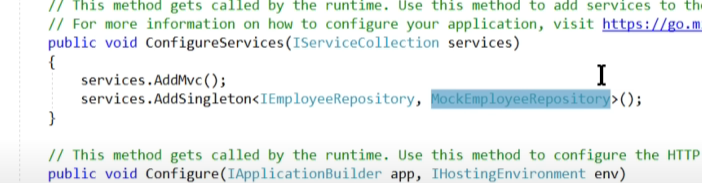 // This method gets called by the runtime. Use this method to add services to
// For more information on how to configure your application, visit https://go.m
public void ConfigureServices(IServiceCollection services)
{
services.AddMvc();
services.AddSingleton<IEmployeeRepository, MockEmployeeRepository>();
}
// This method gets called by the runtime. Use this method to configure the HTTP
public void Configure(IApplicationBuilder app, IHostingEnvironment env)